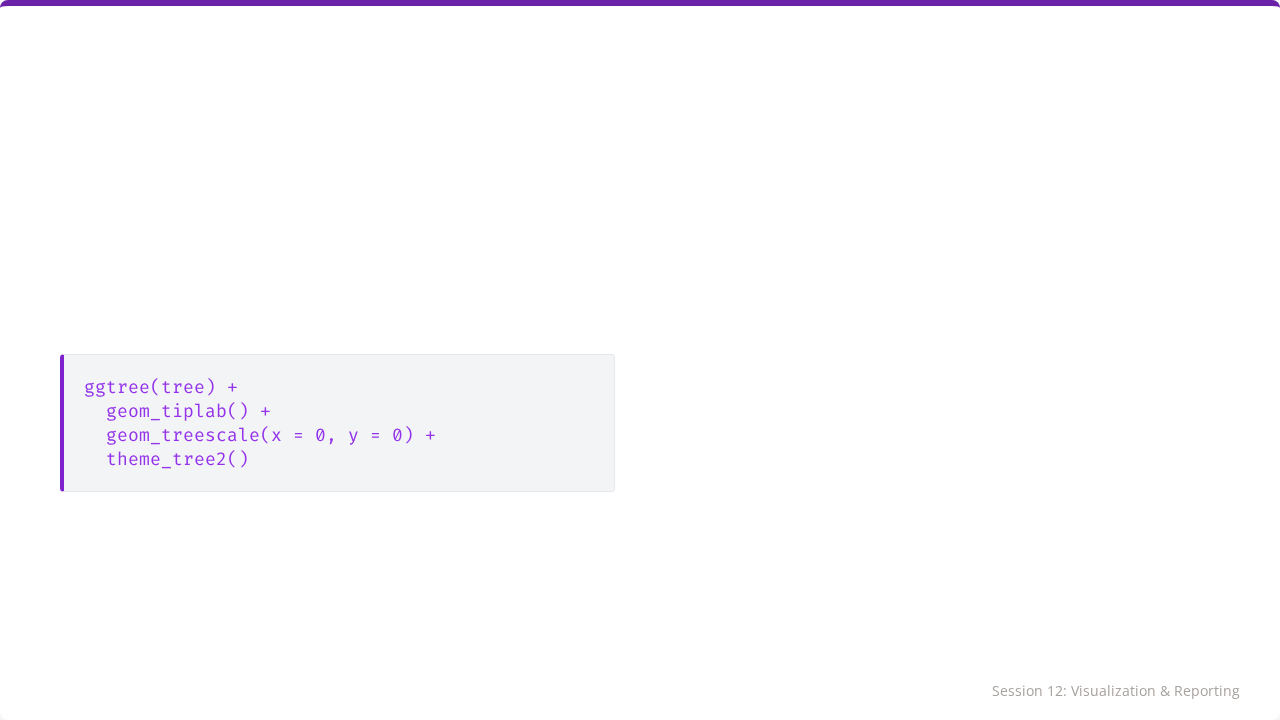 ggtree(tree) +
  geom_tiplab() +
  geom_treescale(x = 0, y = 0) +
  theme_tree2()
Session 12: Visualization & Reporting